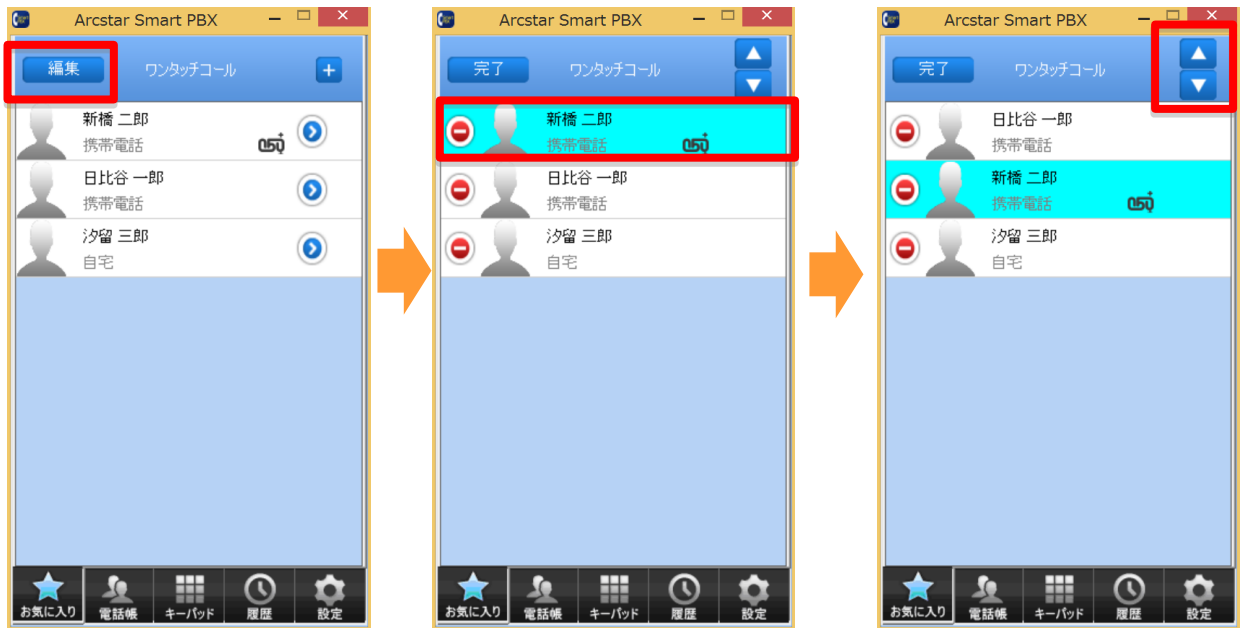 Arcstar Smart PBX
編集
ワンタッチコール
+
新橋 二郎
携帯電話
050+
日比谷 一郎
携帯電話
汐留 三郎
自宅
お気に入り
電話帳
キーパッド
履歴
設定
Arcstar Smart PBX
完了
ワンタッチコール
新橋 二郎
携帯電話
050+
日比谷 一郎
携帯電話
汐留 三郎
自宅
お気に入り
電話帳
キーパッド
履歴
設定
Arcstar Smart PBX
完了
ワンタッチコール
日比谷 一郎
携帯電話
新橋 二郎
携帯電話
050+
汐留 三郎
自宅
お気に入り
電話帳
キーパッド
履歴
設定